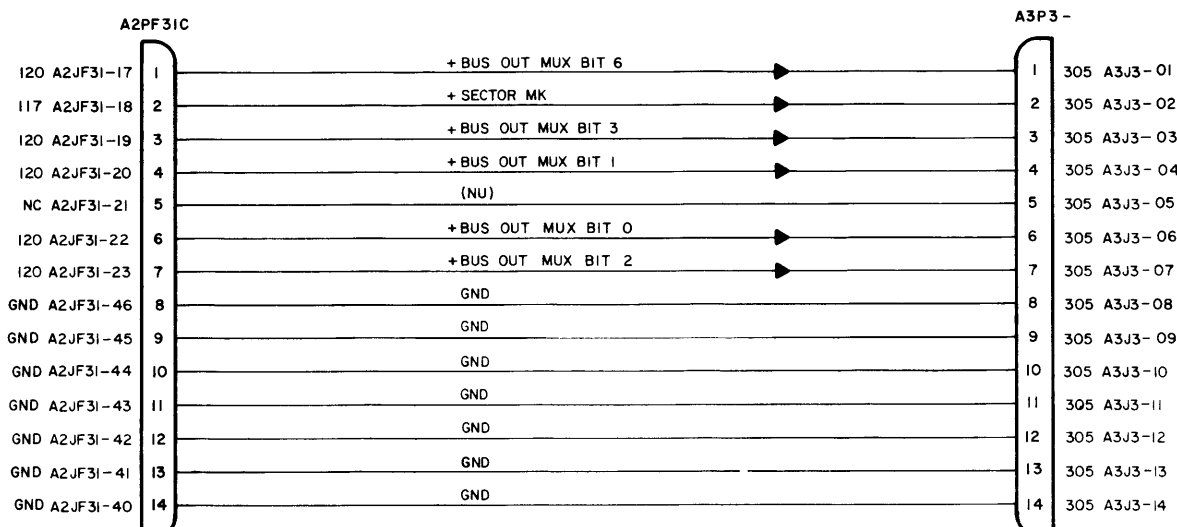 A2PF31C A3P3-
120 A2JF31-17 1 +BUS OUT MUX BIT 6 1 305 A3J3-01
117 A2JF31-18 2 +SECTOR MK 2 305 A3J3-02
120 A2JF31-19 3 +BUS OUT MUX BIT 3 3 305 A3J3-03
120 A2JF31-20 4 +BUS OUT MUX BIT 1 4 305 A3J3-04
NC A2JF31-21 5 (NU) 5 305 A3J3-05
120 A2JF31-22 6 +BUS OUT MUX BIT 0 6 305 A3J3-06
120 A2JF31-23 7 +BUS OUT MUX BIT 2 7 305 A3J3-07
GND A2JF31-46 8 GND 8 305 A3J3-08
GND A2JF31-45 9 GND 9 305 A3J3-09
GND A2JF31-44 10 GND 10 305 A3J3-10
GND A2JF31-43 11 GND 11 305 A3J3-11
GND A2JF31-42 12 GND 12 305 A3J3-12
GND A2JF31-41 13 GND 13 305 A3J3-13
GND A2JF31-40 14 GND 14 305 A3J3-14